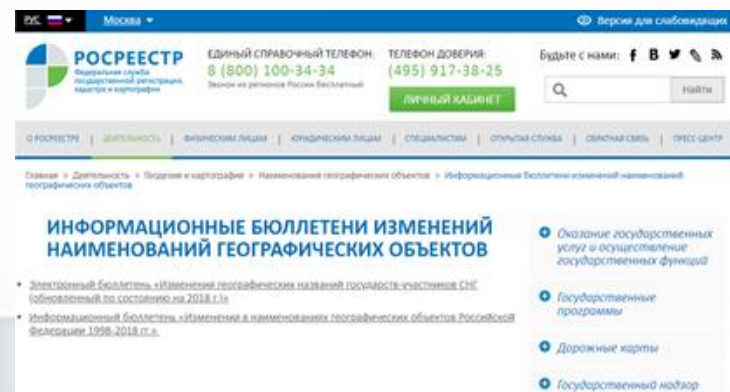 РУС Москва Версия для слабовидящих
РОСРЕЕСТР
Федеральная служба
государственной регистрации,
кадастра и картографии
ЕДИНЫЙ СПРАВОЧНЫЙ ТЕЛЕФОН:
8 (800) 100-34-34
Звонок из регионов России бесплатный
ТЕЛЕФОН ДОВЕРИЯ:
(495) 917-38-25
ЛИЧНЫЙ КАБИНЕТ
Будьте с нами:
Найти
О РОСРЕЕСТРЕ | ДЕЯТЕЛЬНОСТЬ | ФИЗИЧЕСКИМ ЛИЦАМ | ЮРИДИЧЕСКИМ ЛИЦАМ | СПЕЦИАЛИСТАМ | ОТКРЫТАЯ СЛУЖБА | ОБРАТНАЯ СВЯЗЬ | ПРЕСС-ЦЕНТР
Главная > Деятельность > Геодезия и картография > Наименования географических объектов > Информационные бюллетени изменений наименований
географических объектов
ИНФОРМАЦИОННЫЕ БЮЛЛЕТЕНИ ИЗМЕНЕНИЙ
НАИМЕНОВАНИЙ ГЕОГРАФИЧЕСКИХ ОБЪЕКТОВ
• Электронный бюллетень «Изменения географических названий государств-участников СНГ
(обновленный по состоянию на 2018 г.)»
• Информационный бюллетень «Изменения в наименованиях географических объектов Российской
Федерации 1998-2018 гг.»
Оказание государственных
услуг и осуществление
государственных функций
Государственные
программы
Дорожные карты
Государственный надзор